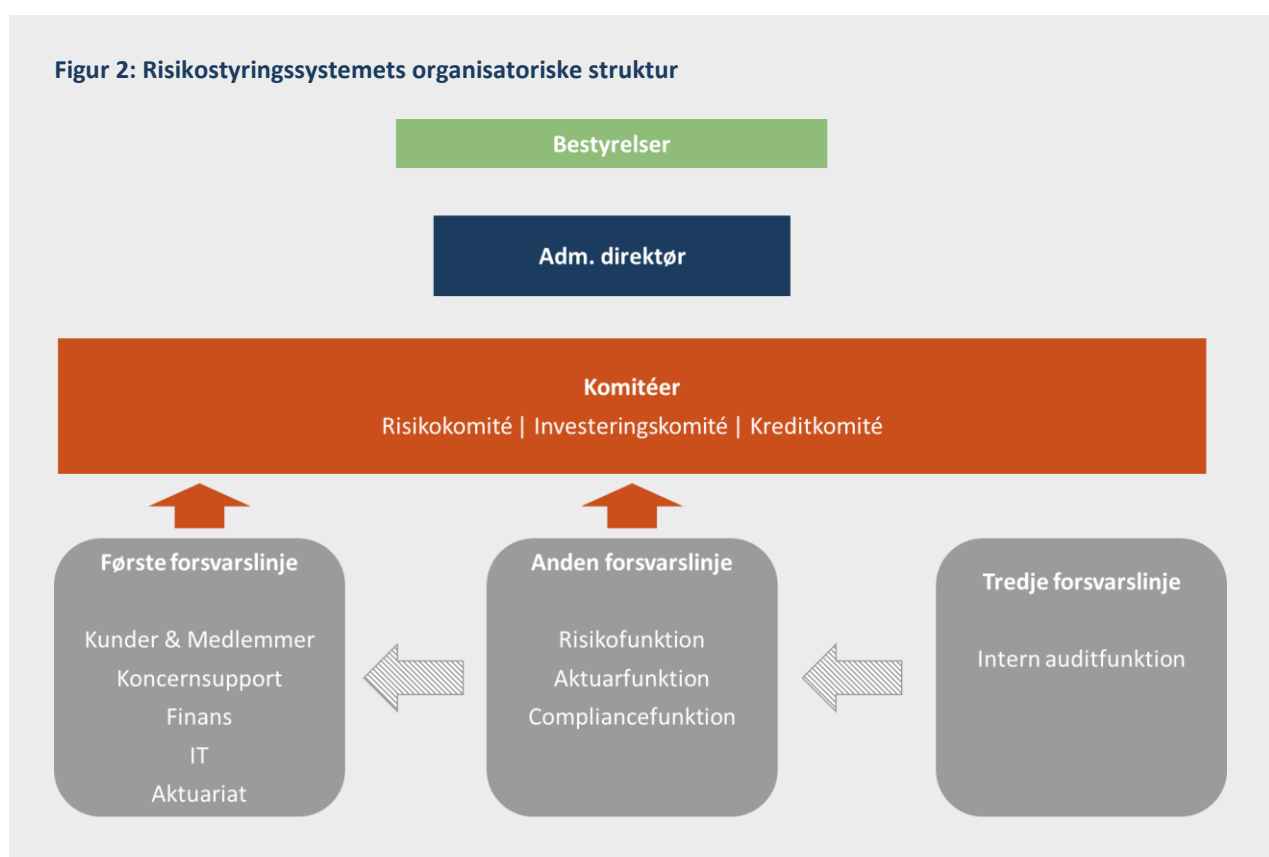 Figur 2: Risikostyringssystemets organisatoriske struktur
Bestyrelser
Adm. direktør
Komitéer
Risikokomité | Investeringskomité | Kreditkomité
Første forsvarslinje
Kunder & Medlemmer
Koncernsupport
Finans
IT
Aktuariat
Anden forsvarslinje
Risikofunktion
Aktuarfunktion
Compliancefunktion
Tredje forsvarslinje
Intern auditfunktion